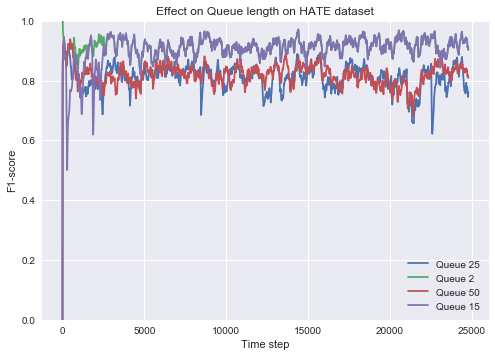 Effect on Queue length on HATE dataset
1.0
0.8
0.6
0.4
0.2
0.0
F1-score
0
5000
10000
15000
20000
25000
Time step
Queue 25
Queue 2
Queue 50
Queue 15